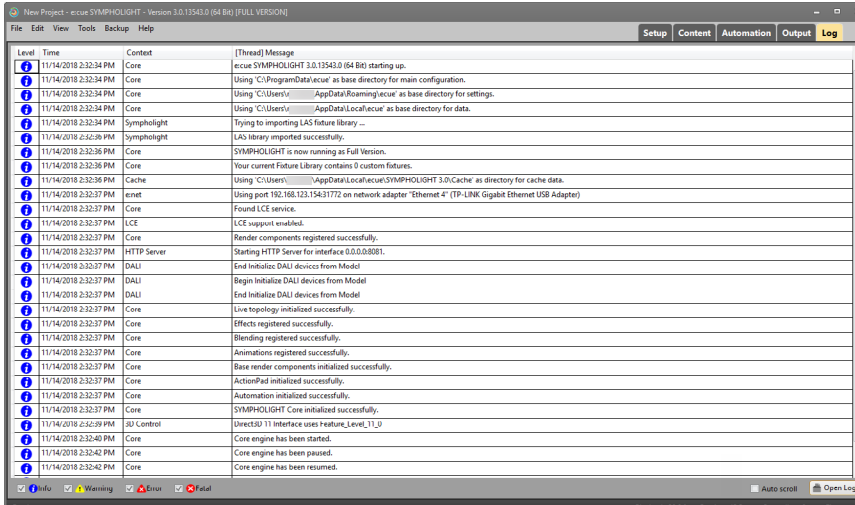 New Project - e:cue SYMPHOLIGHT - Version 3.0.13543.0 (64 Bit) [FULL VERSION]
File Edit View Tools Backup Help
Setup Content Automation Output Log
Level Time Context [Thread] Message
11/14/2018 2:32:34 PM Core e:cue SYMPHOLIGHT 3.0.13543.0 (64 Bit) starting up.
11/14/2018 2:32:34 PM Core Using 'C:\ProgramData\ecue' as base directory for main configuration.
11/14/2018 2:32:34 PM Core Using 'C:\Users\ AppData\Roaming\ecue' as base directory for settings.
11/14/2018 2:32:34 PM Core Using 'C:\Users\ AppData\Local\ecue' as base directory for data.
11/14/2018 2:32:34 PM Sympholight Trying to importing LAS fixture library ...
11/14/2018 2:32:36 PM Sympholight LAS library imported successfully.
11/14/2018 2:32:36 PM Core SYMPHOLIGHT is now running as Full Version.
11/14/2018 2:32:36 PM Core Your current Fixture Library contains 0 custom fixtures.
11/14/2018 2:32:36 PM Cache Using 'C:\Users\ \AppData\Local\ecue\SYMPHOLIGHT 3.0\Cache' as directory for cache data.
11/14/2018 2:32:37 PM e:net Using port 192.168.123.154:31772 on network adapter "Ethernet 4" (TP-LINK Gigabit Ethernet USB Adapter)
11/14/2018 2:32:37 PM Core Found LCE service.
11/14/2018 2:32:37 PM LCE LCE support enabled.
11/14/2018 2:32:37 PM Core Render components registered successfully.
11/14/2018 2:32:37 PM HTTP Server Starting HTTP Server for interface 0.0.0.0:8081.
11/14/2018 2:32:37 PM DALI End Initialize DALI devices from Model
11/14/2018 2:32:37 PM DALI Begin Initialize DALI devices from Model
11/14/2018 2:32:37 PM DALI End Initialize DALI devices from Model
11/14/2018 2:32:37 PM Core Live topology initialized successfully.
11/14/2018 2:32:37 PM Core Effects registered successfully.
11/14/2018 2:32:37 PM Core Blending registered successfully.
11/14/2018 2:32:37 PM Core Animations registered successfully.
11/14/2018 2:32:37 PM Core Base render components initialized successfully.
11/14/2018 2:32:37 PM Core ActionPad initialized successfully.
11/14/2018 2:32:37 PM Core Automation initialized successfully.
11/14/2018 2:32:37 PM Core SYMPHOLIGHT Core initialized successfully.
11/14/2018 2:32:39 PM 3D Control Direct3D 11 Interface uses Feature_Level_11_0
11/14/2018 2:32:40 PM Core Core engine has been started.
11/14/2018 2:32:42 PM Core Core engine has been paused.
11/14/2018 2:32:42 PM Core Core engine has been resumed.
Info Warning Error Fatal Auto scroll Open Log